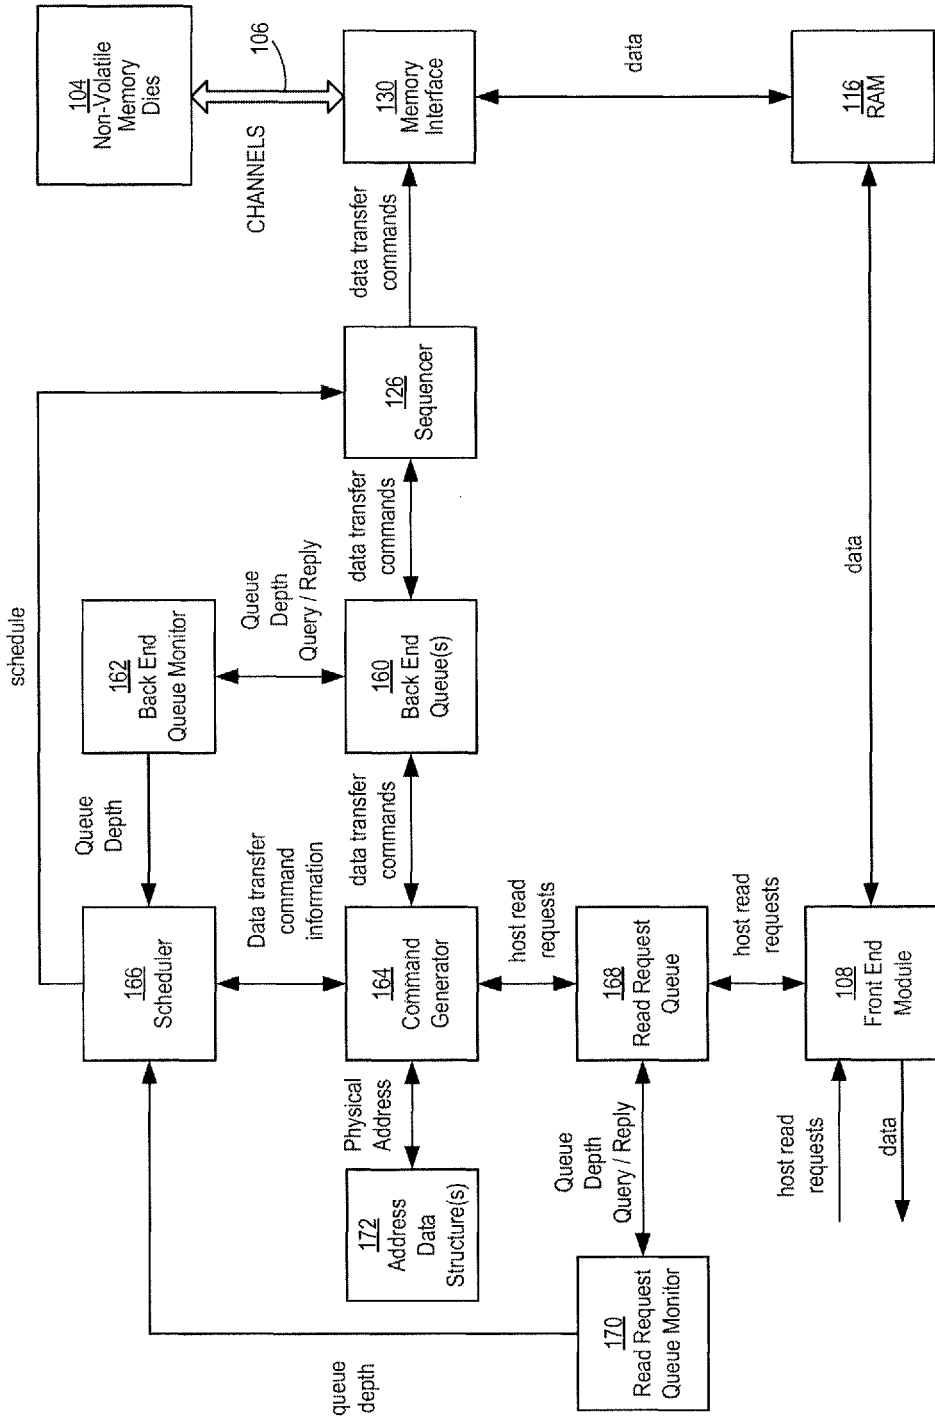 queue
depth
170
Read Request
Queue Monitor
172
Address
Data
Structure(s)
Physical
Address
Queue
Depth
Query / Reply
host read
requests
data
166
Scheduler
Data transfer
command
information
164
Command
Generator
host read
requests
168
Read Request
Queue
host read
requests
108
Front End
Module
schedule
Queue
Depth
162
Back End
Queue Monitor
Queue
Depth
Query / Reply
data transfer
commands
160
Back End
Queue(s)
data transfer
commands
126
Sequencer
data transfer
commands
data
104
Non-Volatile
Memory
Dies
CHANNELS
106
130
Memory
Interface
data
116
RAM